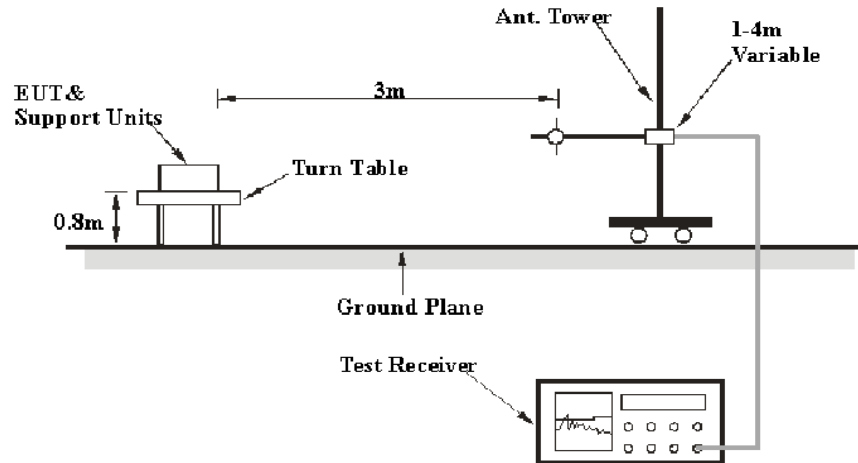 Ant. Tower
1-4m
Variable
EUT&
Support Units
3m
Turn Table
0.8m
Ground Plane
Test Receiver